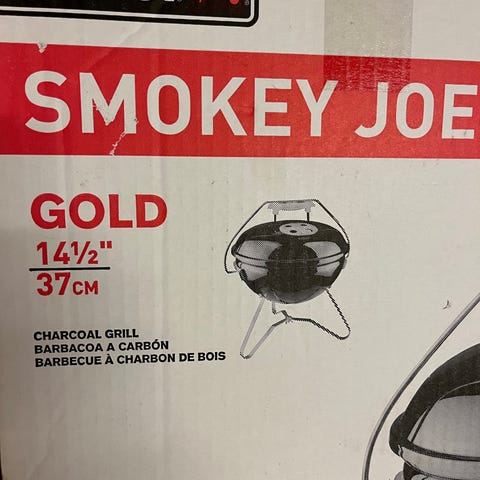 SMOKEY JOE
GOLD
14½"
37CM
CHARCOAL GRILL
BARBACOA A CARBÓN
BARBECUE À CHARBON DE BOIS